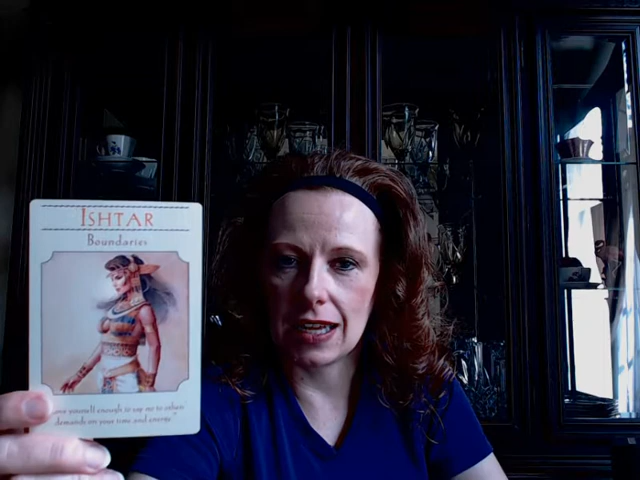 ISHTAR
Boundaries
yourself enough to say no to others'
demands on your time and energy."